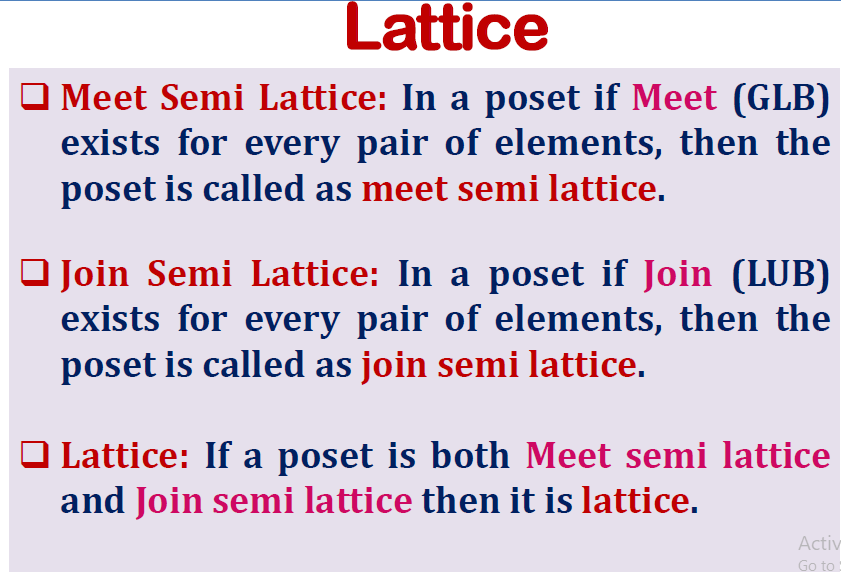 Lattice
Meet Semi Lattice: In a poset if Meet (GLB)
exists for every pair of elements, then the
poset is called as meet semi lattice.
Join Semi Lattice: In a poset if Join (LUB)
exists for every pair of elements, then the
poset is called as join semi lattice.
Lattice: If a poset is both Meet semi lattice
and Join semi lattice then it is lattice.
Activ
Go to